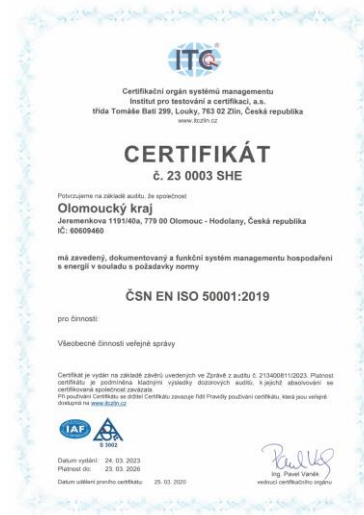 ITC
Certifikační orgán systémů managementu
Institut pro testování a certifikaci, a.s.
třída Tomáše Bati 299, Louky, 763 02 Zlín, Česká republika
www.itczlin.cz
CERTIFIKÁT
č. 23 0003 SHE
Potvrzujeme na základě auditu, že společnost
Olomoucký kraj
Jeremenkova 1191/40a, 779 00 Olomouc - Hodolany, Česká republika
IČ: 60609460
má zavedený, dokumentovaný a funkční systém managementu hospodaření
s energií v souladu s požadavky normy
ČSN EN ISO 50001:2019
pro činnosti:
Všeobecné činnosti veřejné správy
Certifikát je vydán na základě závěrů uvedených ve Zprávě z auditu č. 213400811/2023. Platnost
certifikátu je podmíněna kladnými výsledky dozorových auditů, k jejichž absolvování se
certifikovaná společnost zavázala.
Při používání Certifikátu se držitel Certifikátu zavazuje řídit Pravidly používání certifikátu, která jsou veřejně
dostupná na www.itczlin.cz
IAF
S 3002
Datum vydání: 24. 03. 2023
Platnost do: 23. 03. 2026
Datum udělení prvního certifikátu: 25. 03. 2020
Ing. Pavel Vaněk
vedoucí certifikačního orgánu